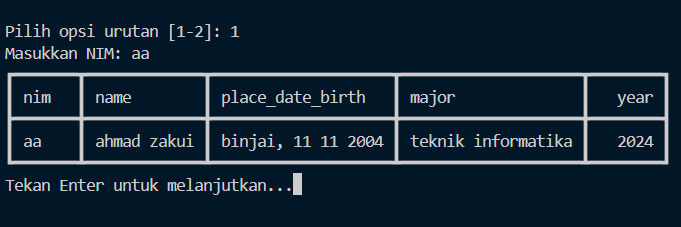 Pilih opsi urutan [1-2]: 1
Masukkan NIM: aa
nim name place_date_birth major year
aa ahmad zakui binjai, 11 11 2004 teknik informatika 2024
Tekan Enter untuk melanjutkan...